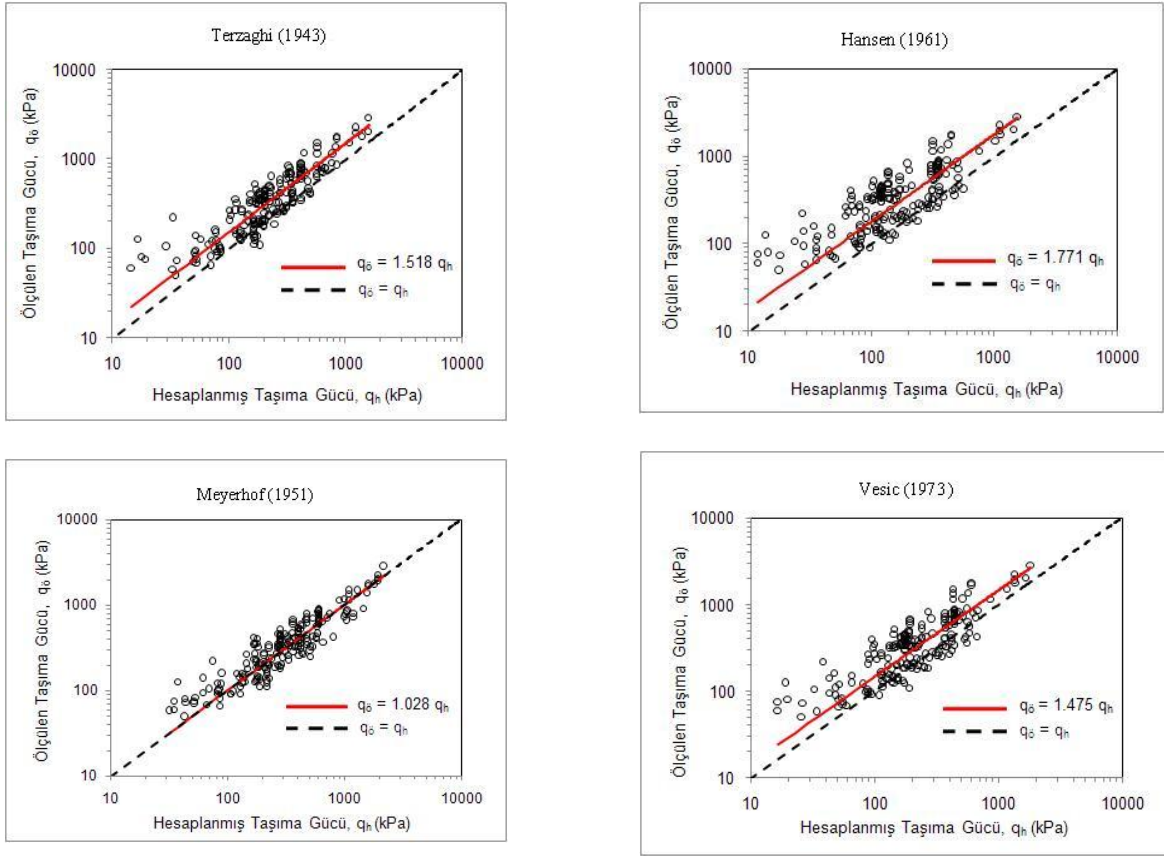 Terzaghi (1943)
10000
1000
100
10
Ölçülen Taşıma Gücü, qö (kPa)
qö = 1.518 qh
qö = qh
10 100 1000 10000
Hesaplanmış Taşıma Gücü, qh (kPa)
Hansen (1961)
10000
1000
100
10
Ölçülen Taşıma Gücü, qö (kPa)
qö = 1.771 qh
qö = qh
10 100 1000 10000
Hesaplanmış Taşıma Gücü, qh (kPa)
Meyerhof (1951)
10000
1000
100
10
Ölçülen Taşıma Gücü, qö (kPa)
qö = 1.028 qh
qö = qh
10 100 1000 10000
Hesaplanmış Taşıma Gücü, qh (kPa)
Vesic (1973)
10000
1000
100
10
Ölçülen Taşıma Gücü, qö (kPa)
qö = 1.475 qh
qö = qh
10 100 1000 10000
Hesaplanmış Taşıma Gücü, qh (kPa)